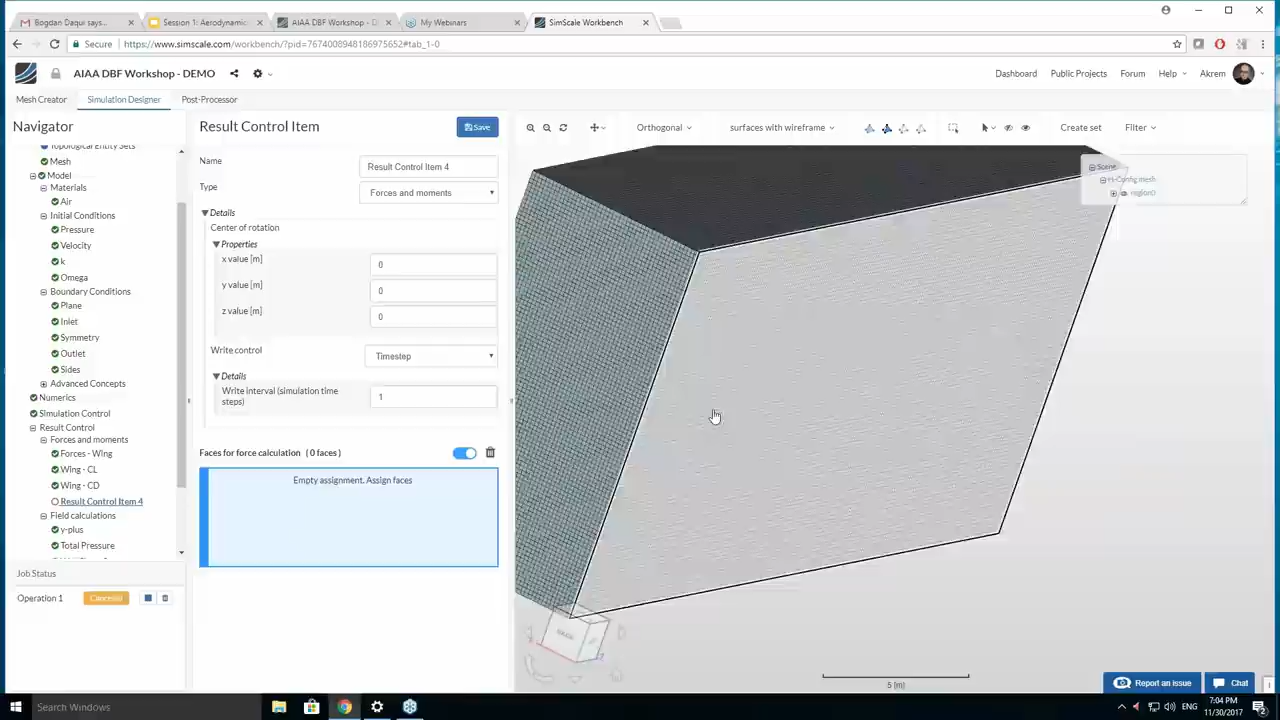 Bogdan Daqui says...
Session 1: Aerodynamic
AIAA DBF Workshop - D
My Webinars
SimScale Workbench
Secure
https://www.simscale.com/workbench/?pid=7674008948186975652#tab_1-0
AIAA DBF Workshop - DEMO
Dashboard
Public Projects
Forum
Help
Akrem
Mesh Creator
Simulation Designer
Post-Processor
Navigator
Topological Entity Sets
Mesh
Model
Materials
Air
Initial Conditions
Pressure
Velocity
k
Omega
Boundary Conditions
Plane
Inlet
Symmetry
Outlet
Sides
Advanced Concepts
Numerics
Simulation Control
Result Control
Forces and moments
Forces - Wing
Wing - CL
Wing - CD
Result Control Item 4
Field calculations
y-plus
Total Pressure
Job Status
Operation 1
Canceled
Result Control Item
Save
Name
Result Control Item 4
Type
Forces and moments
Details
Center of rotation
Properties
x value [m]
0
y value [m]
0
z value [m]
0
Write control
Timestep
Details
Write interval (simulation time
steps)
1
Faces for force calculation ( 0 faces )
Empty assignment. Assign faces
Orthogonal
surfaces with wireframe
Create set
Filter
Scene
region0
5 (m)
Report an issue
Chat
Search Windows
ENG
7:04 PM
11/30/2017
2